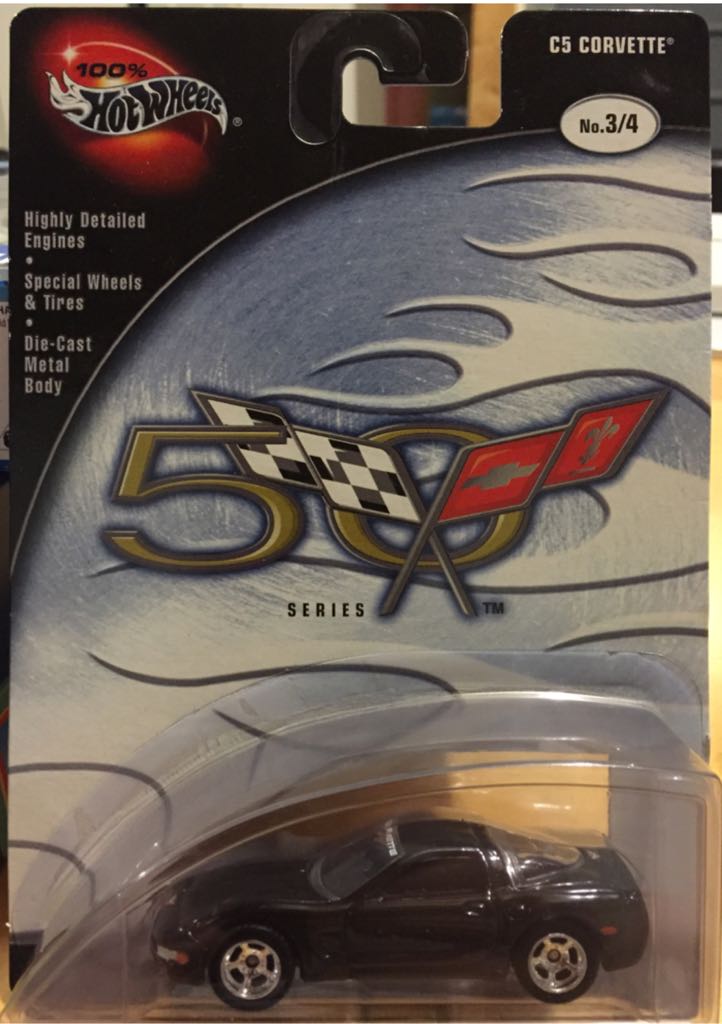 C5 CORVETTE®
No.3/4
100%
Hot Wheels®
Highly Detailed
Engines
•
Special Wheels
& Tires
•
Die-Cast
Metal
Body
50
SERIES TM